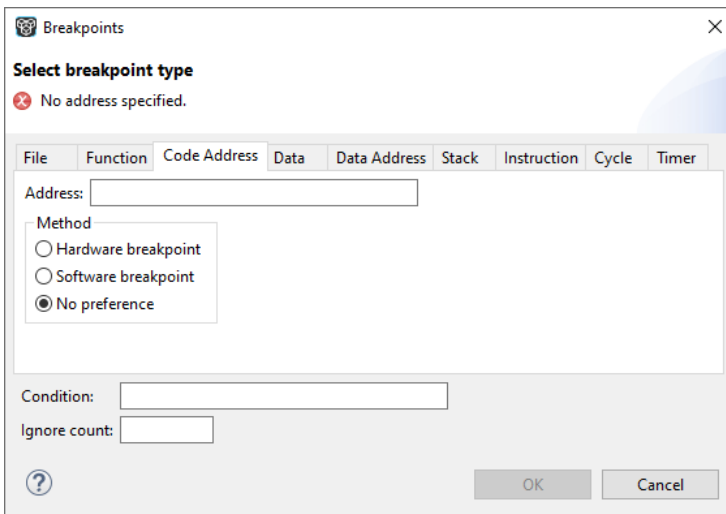 Breakpoints
Select breakpoint type
No address specified.
File Function Code Address Data Data Address Stack Instruction Cycle Timer
Address:
Method
Hardware breakpoint
Software breakpoint
No preference
Condition:
Ignore count:
? OK Cancel